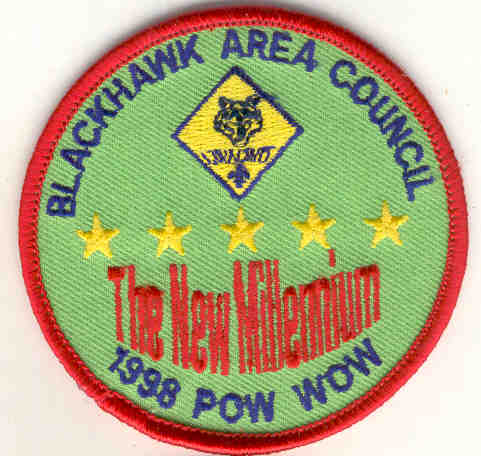 BLACKHAWK AREA COUNCIL
The New Millennium
1998 POW WOW